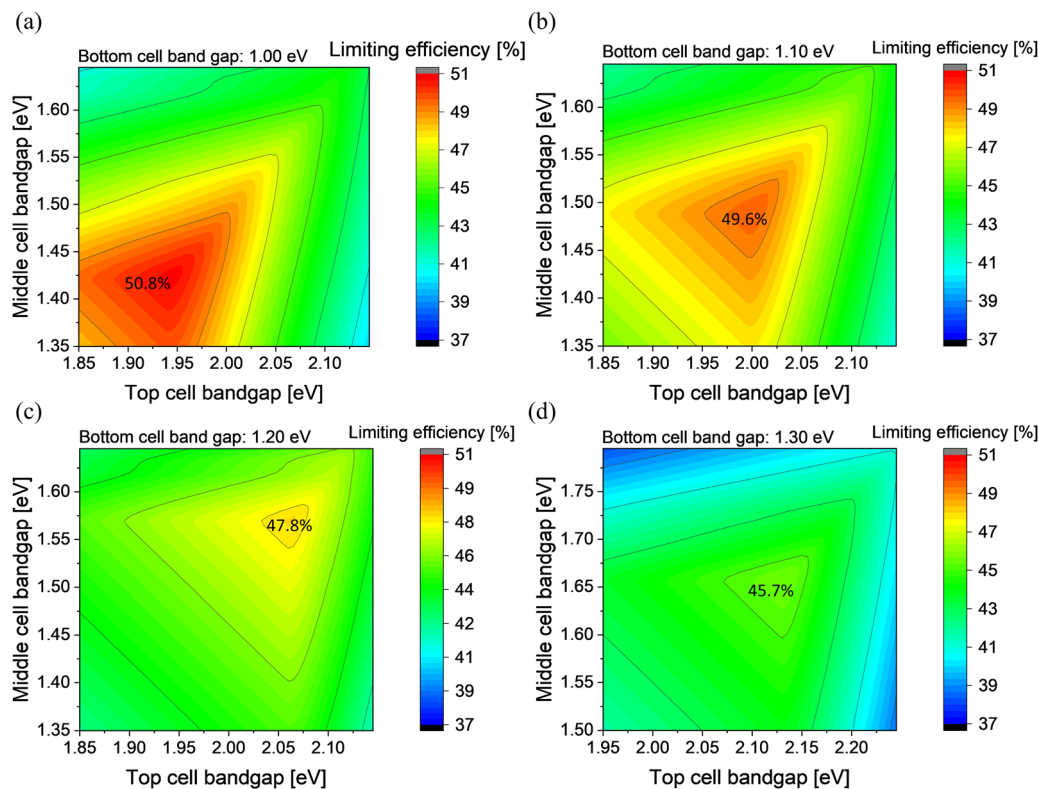 (a)
Bottom cell band gap: 1.00 eV
Limiting efficiency [%]
Middle cell bandgap [eV]
1.60
1.55
1.50
1.45
1.40
1.35
50.8%
1.85 1.90 1.95 2.00 2.05 2.10
Top cell bandgap [eV]
51
49
47
45
43
41
39
37
(b)
Bottom cell band gap: 1.10 eV
Limiting efficiency [%]
Middle cell bandgap [eV]
1.60
1.55
1.50
1.45
1.40
1.35
49.6%
1.85 1.90 1.95 2.00 2.05 2.10
Top cell bandgap [eV]
51
49
47
45
43
41
39
37
(c)
Bottom cell band gap: 1.20 eV
Limiting efficiency [%]
Middle cell bandgap [eV]
1.60
1.55
1.50
1.45
1.40
1.35
47.8%
1.85 1.90 1.95 2.00 2.05 2.10
Top cell bandgap [eV]
51
49
48
46
44
42
41
39
37
(d)
Bottom cell band gap: 1.30 eV
Limiting efficiency [%]
Middle cell bandgap [eV]
1.75
1.70
1.65
1.60
1.55
1.50
45.7%
1.95 2.00 2.05 2.10 2.15 2.20
Top cell bandgap [eV]
51
49
47
45
43
41
39
37